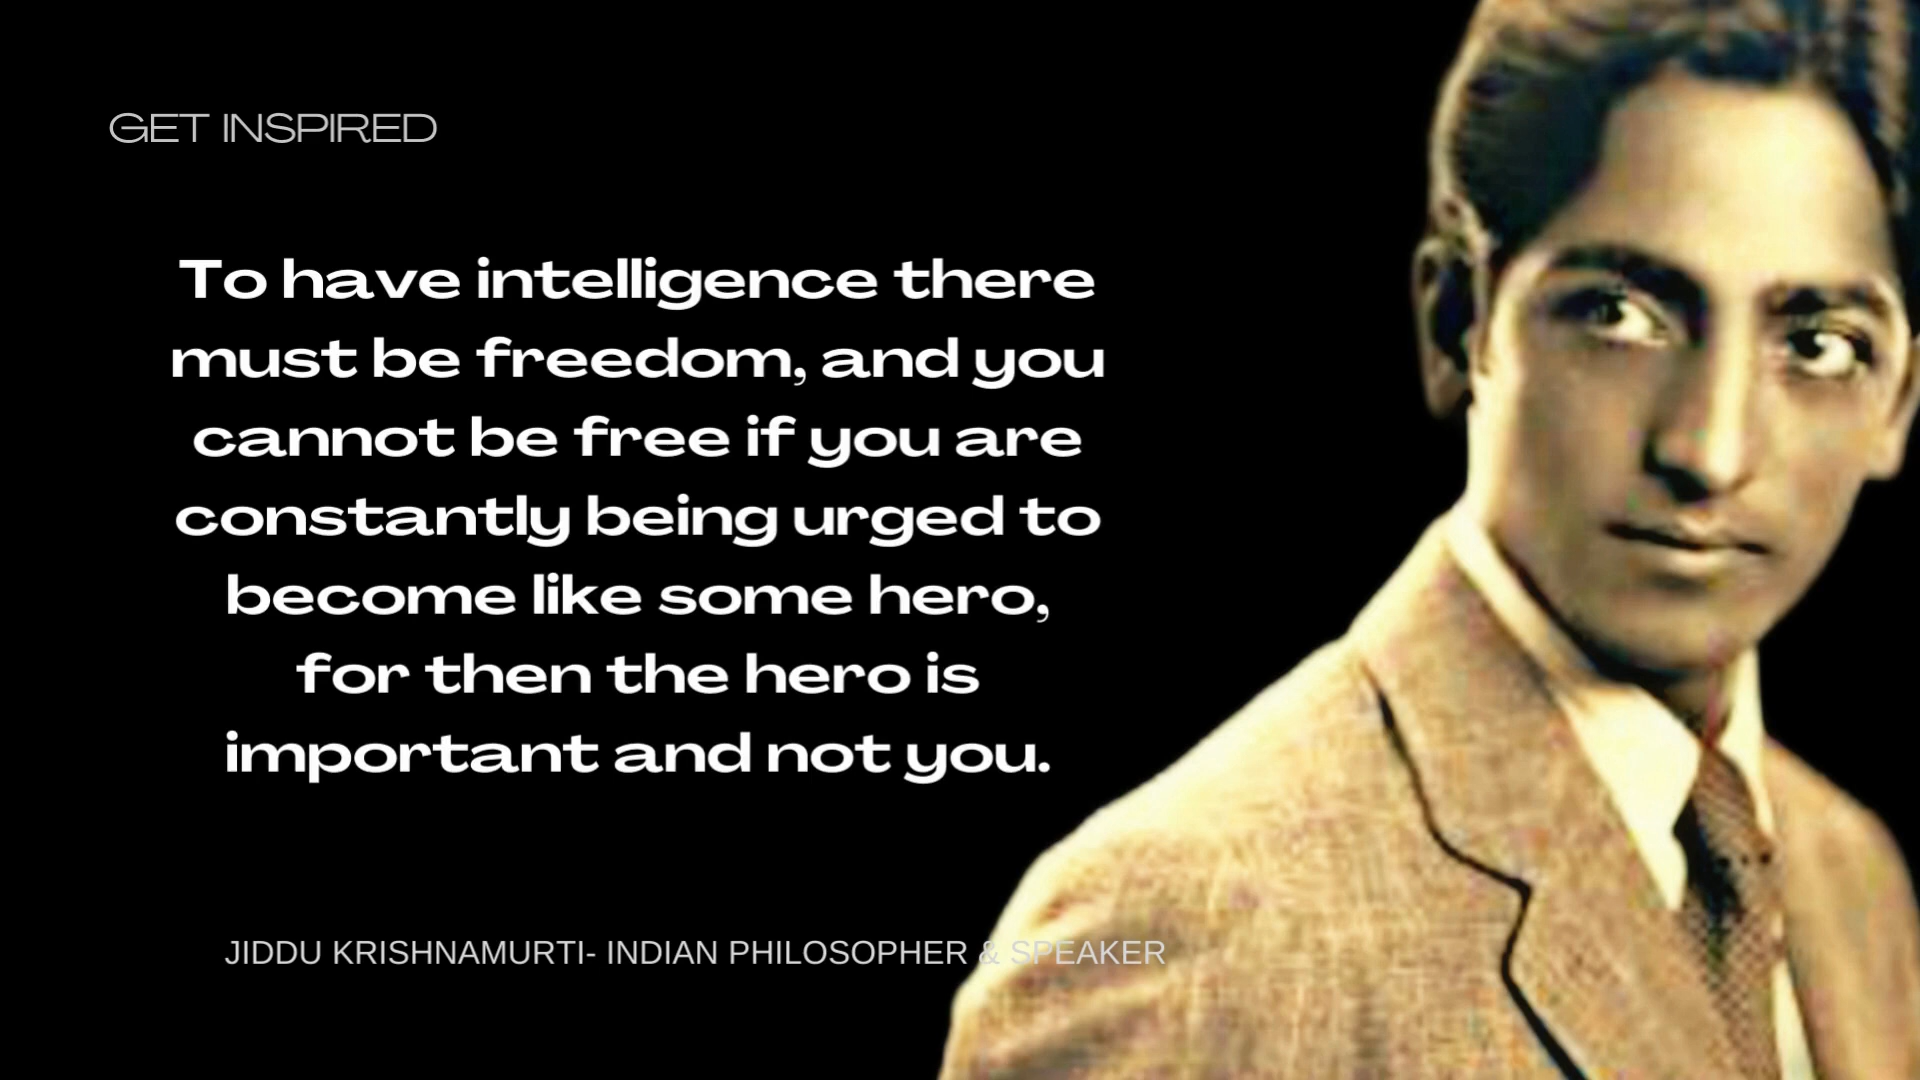 GET INSPIRED
To have intelligence there
must be freedom, and you
cannot be free if you are
constantly being urged to
become like some hero,
for then the hero is
important and not you.
JIDDU KRISHNAMURTI- INDIAN PHILOSOPHER & SPEAKER